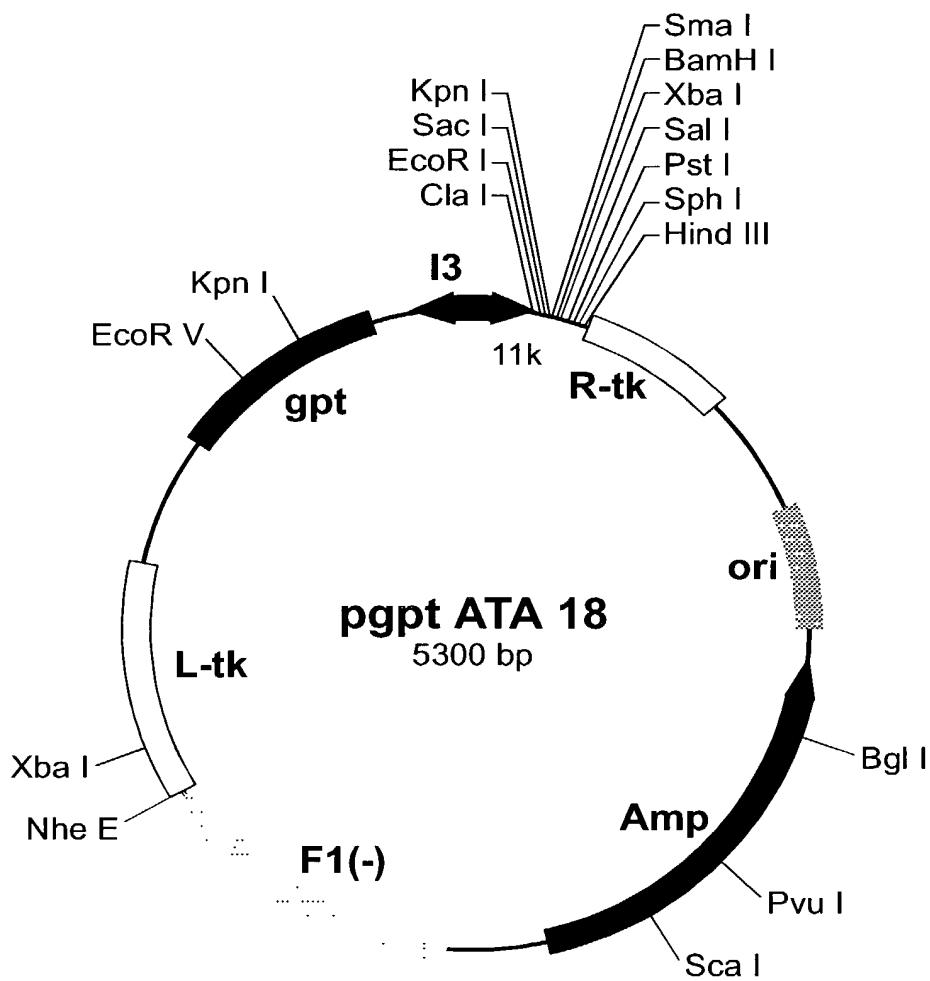 Sma I
BamH I
Xba I
Sal I
Pst I
Sph I
Hind III
Kpn I
Sac I
EcoR I
Cla I
I3
Kpn I
EcoR V
11k
R-tk
gpt
ori
pgpt ATA 18
5300 bp
L-tk
Xba I
Nhe E
Bgl I
Amp
F1(-)
Pvu I
Sca I